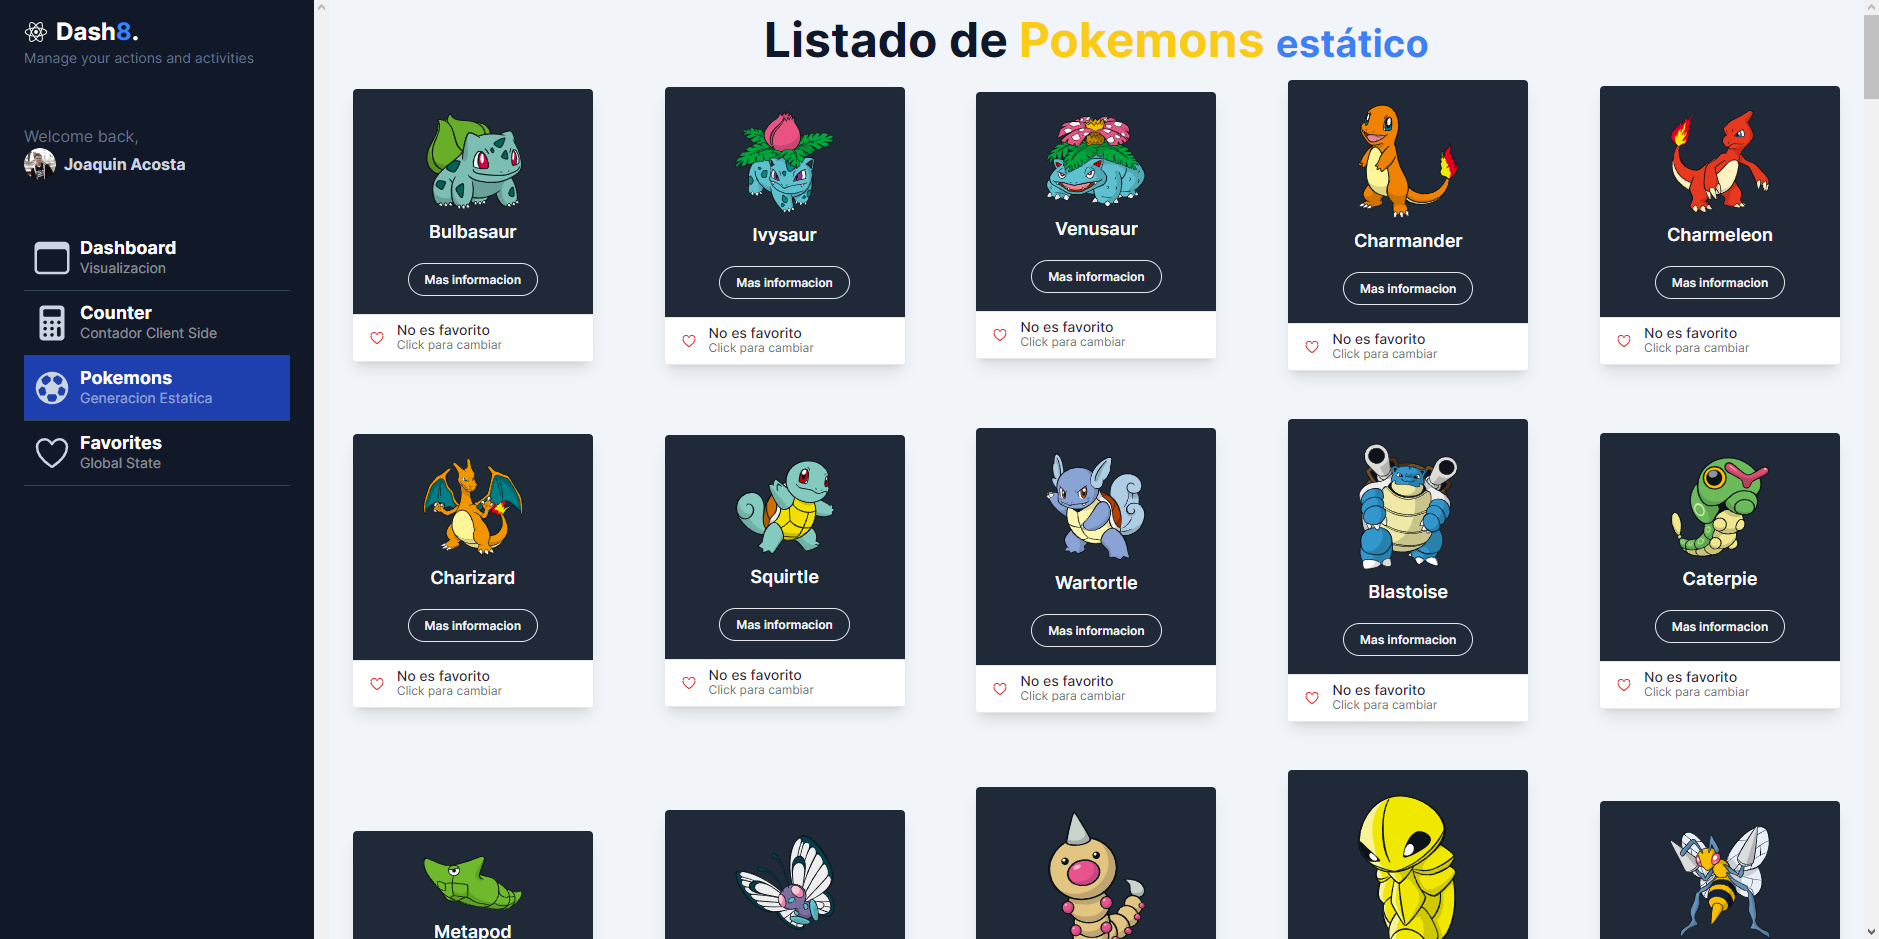 Dash8.
Manage your actions and activities
Welcome back,
Joaquin Acosta
Dashboard
Visualizacion
Counter
Contador Client Side
Pokemons
Generacion Estatica
Favorites
Global State
Listado de Pokemons estático
Bulbasaur
Mas informacion
No es favorito
Click para cambiar
Ivysaur
Mas informacion
No es favorito
Click para cambiar
Venusaur
Mas informacion
No es favorito
Click para cambiar
Charmander
Mas informacion
No es favorito
Click para cambiar
Charmeleon
Mas informacion
No es favorito
Click para cambiar
Charizard
Mas informacion
No es favorito
Click para cambiar
Squirtle
Mas informacion
No es favorito
Click para cambiar
Wartortle
Mas informacion
No es favorito
Click para cambiar
Blastoise
Mas informacion
No es favorito
Click para cambiar
Caterpie
Mas informacion
No es favorito
Click para cambiar
Metapod